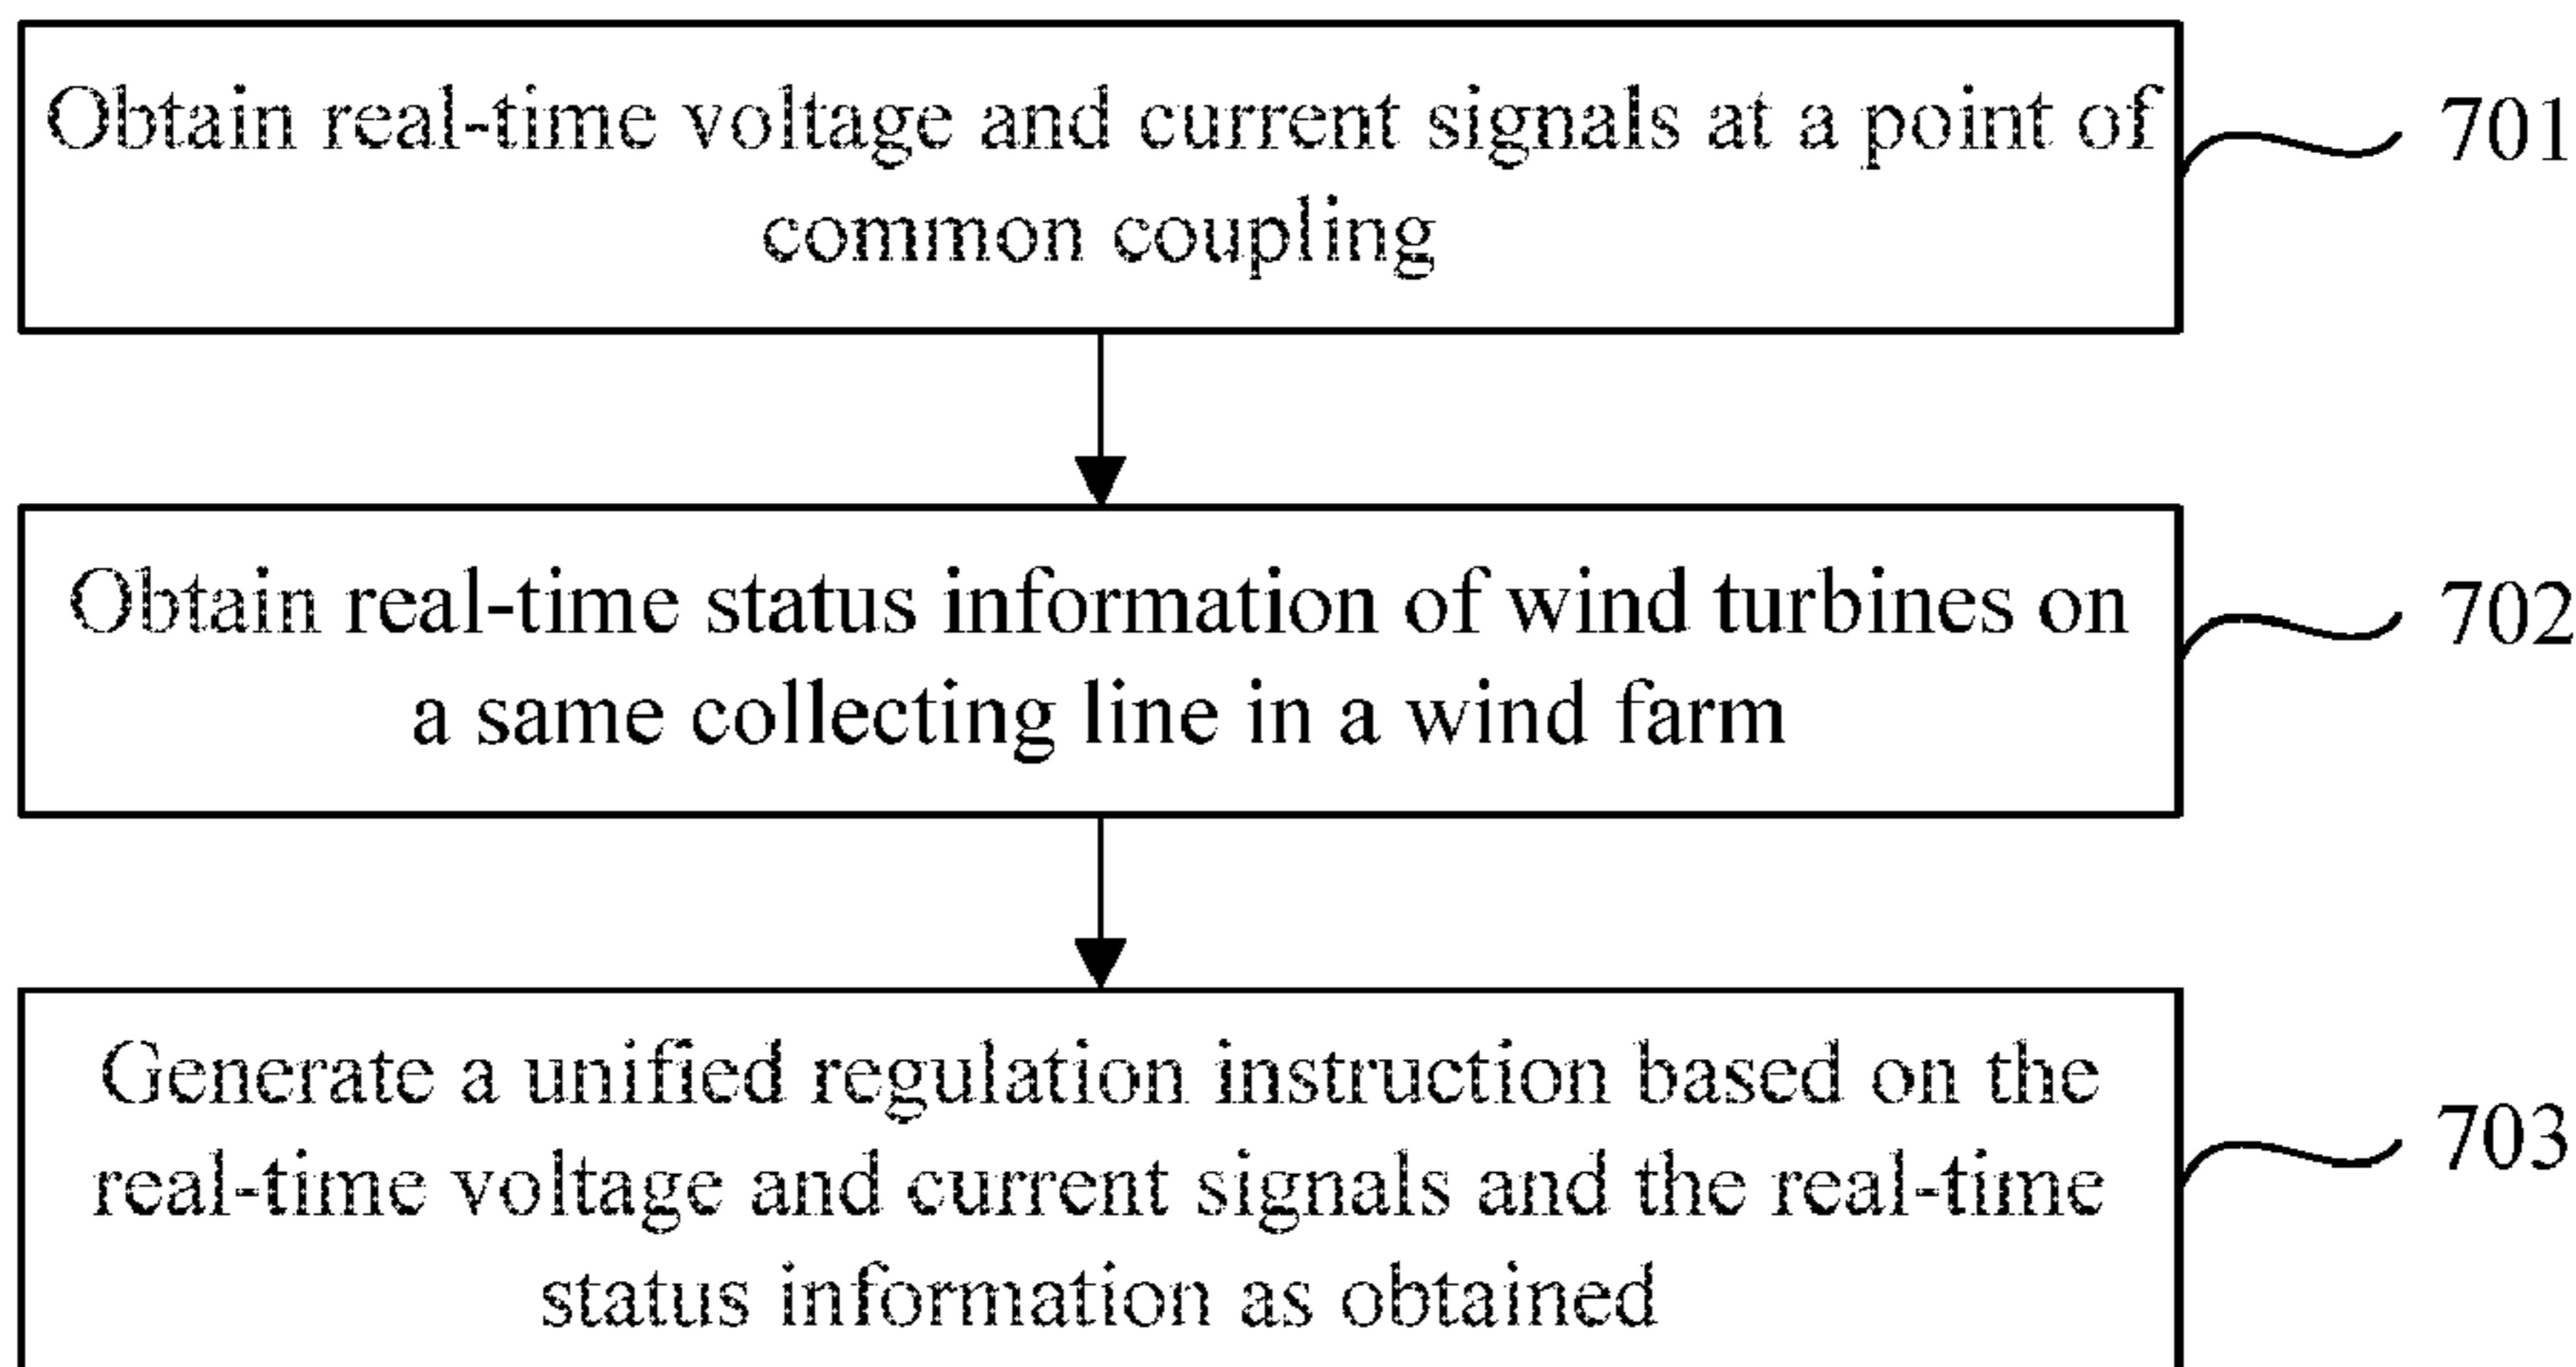 Obtain real-time voltage and current signals at a point of
common coupling
701
Obtain real-time status information of wind turbines on
a same collecting line in a wind farm
702
Generate a unified regulation instruction based on the
real-time voltage and current signals and the real-time
status information as obtained
703